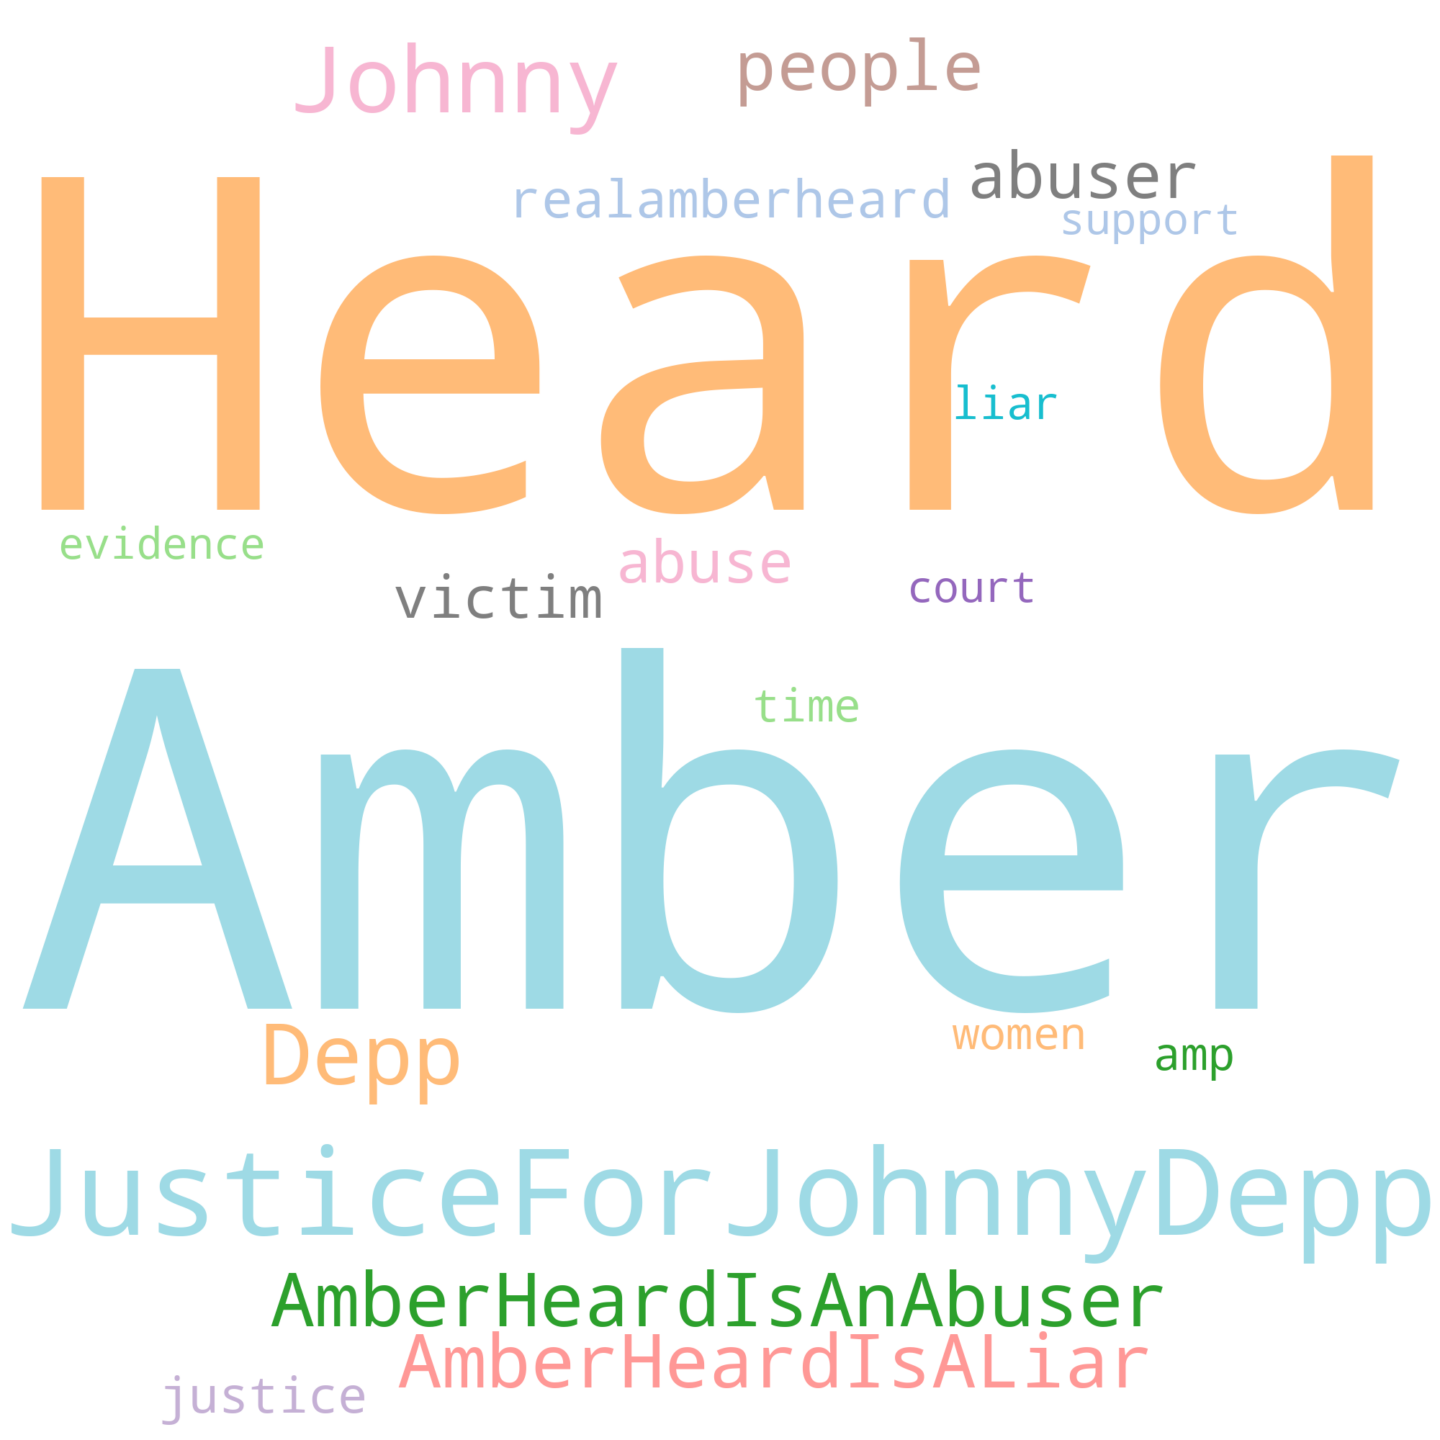 Johnny
people
abuser
realamberheard
support
Heard
liar
evidence
abuse
court
victim
time
Amber
women
Depp
amp
JusticeForJohnnyDepp
AmberHeardIsAnAbuser
AmberHeardIsALiar
justice